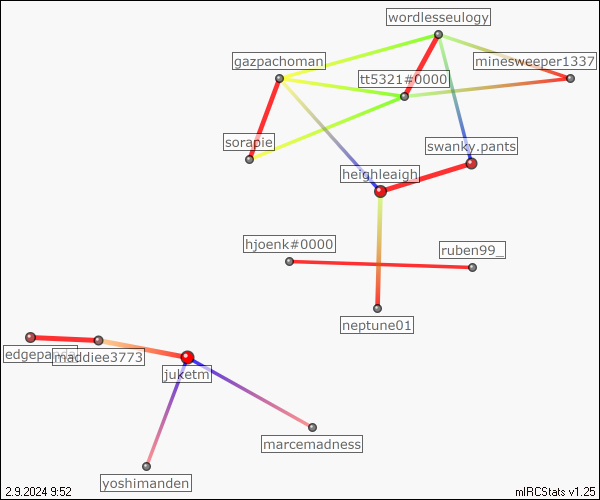 wordlesseulogy
gazpachoman
minesweeper1337
tt5321#0000
sorapie
swanky.pants
heighleaigh
hjoenk#0000
ruben99_
neptune01
edgepanda
maddiee3773
juketm
marcemadness
yoshimanden
2.9.2024 9:52
mIRCStats v1.25